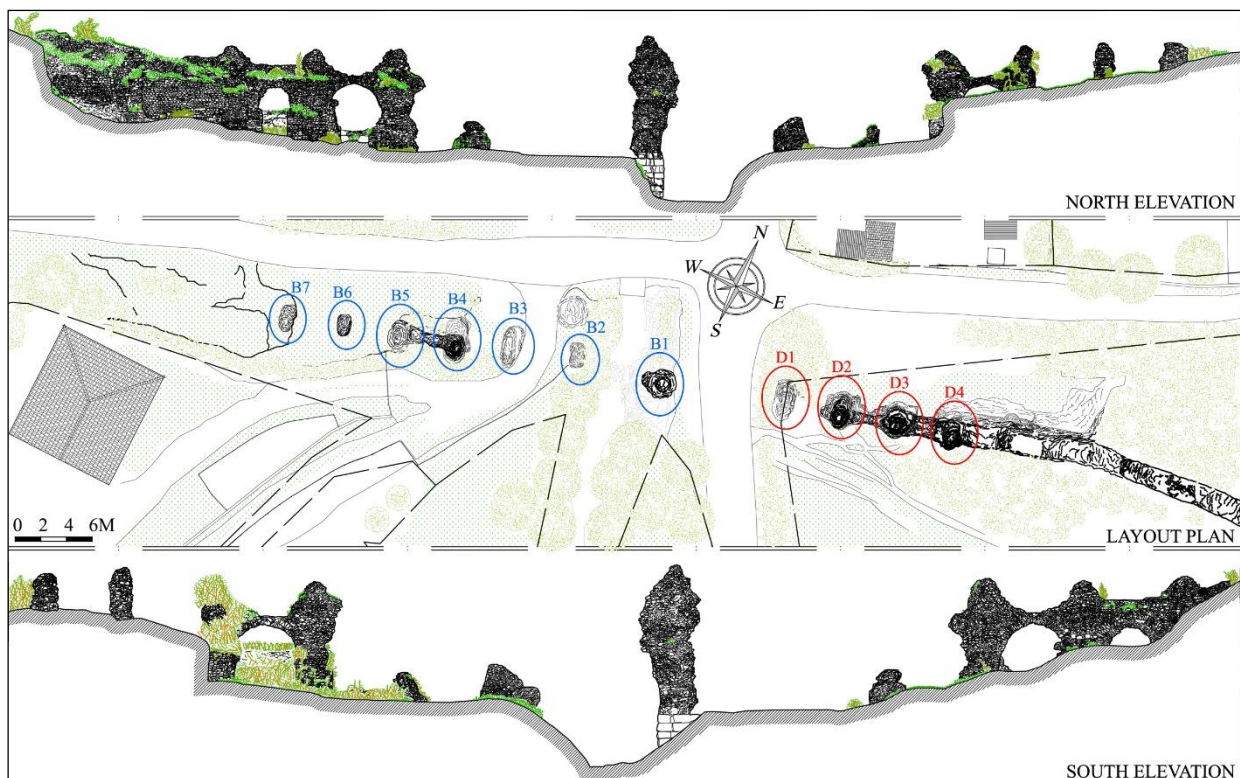 NORTH ELEVATION
N
W
E
S
B7
B6
B5
B4
B3
B2
B1
D1
D2
D3
D4
0 2 4 6M
LAYOUT PLAN
SOUTH ELEVATION